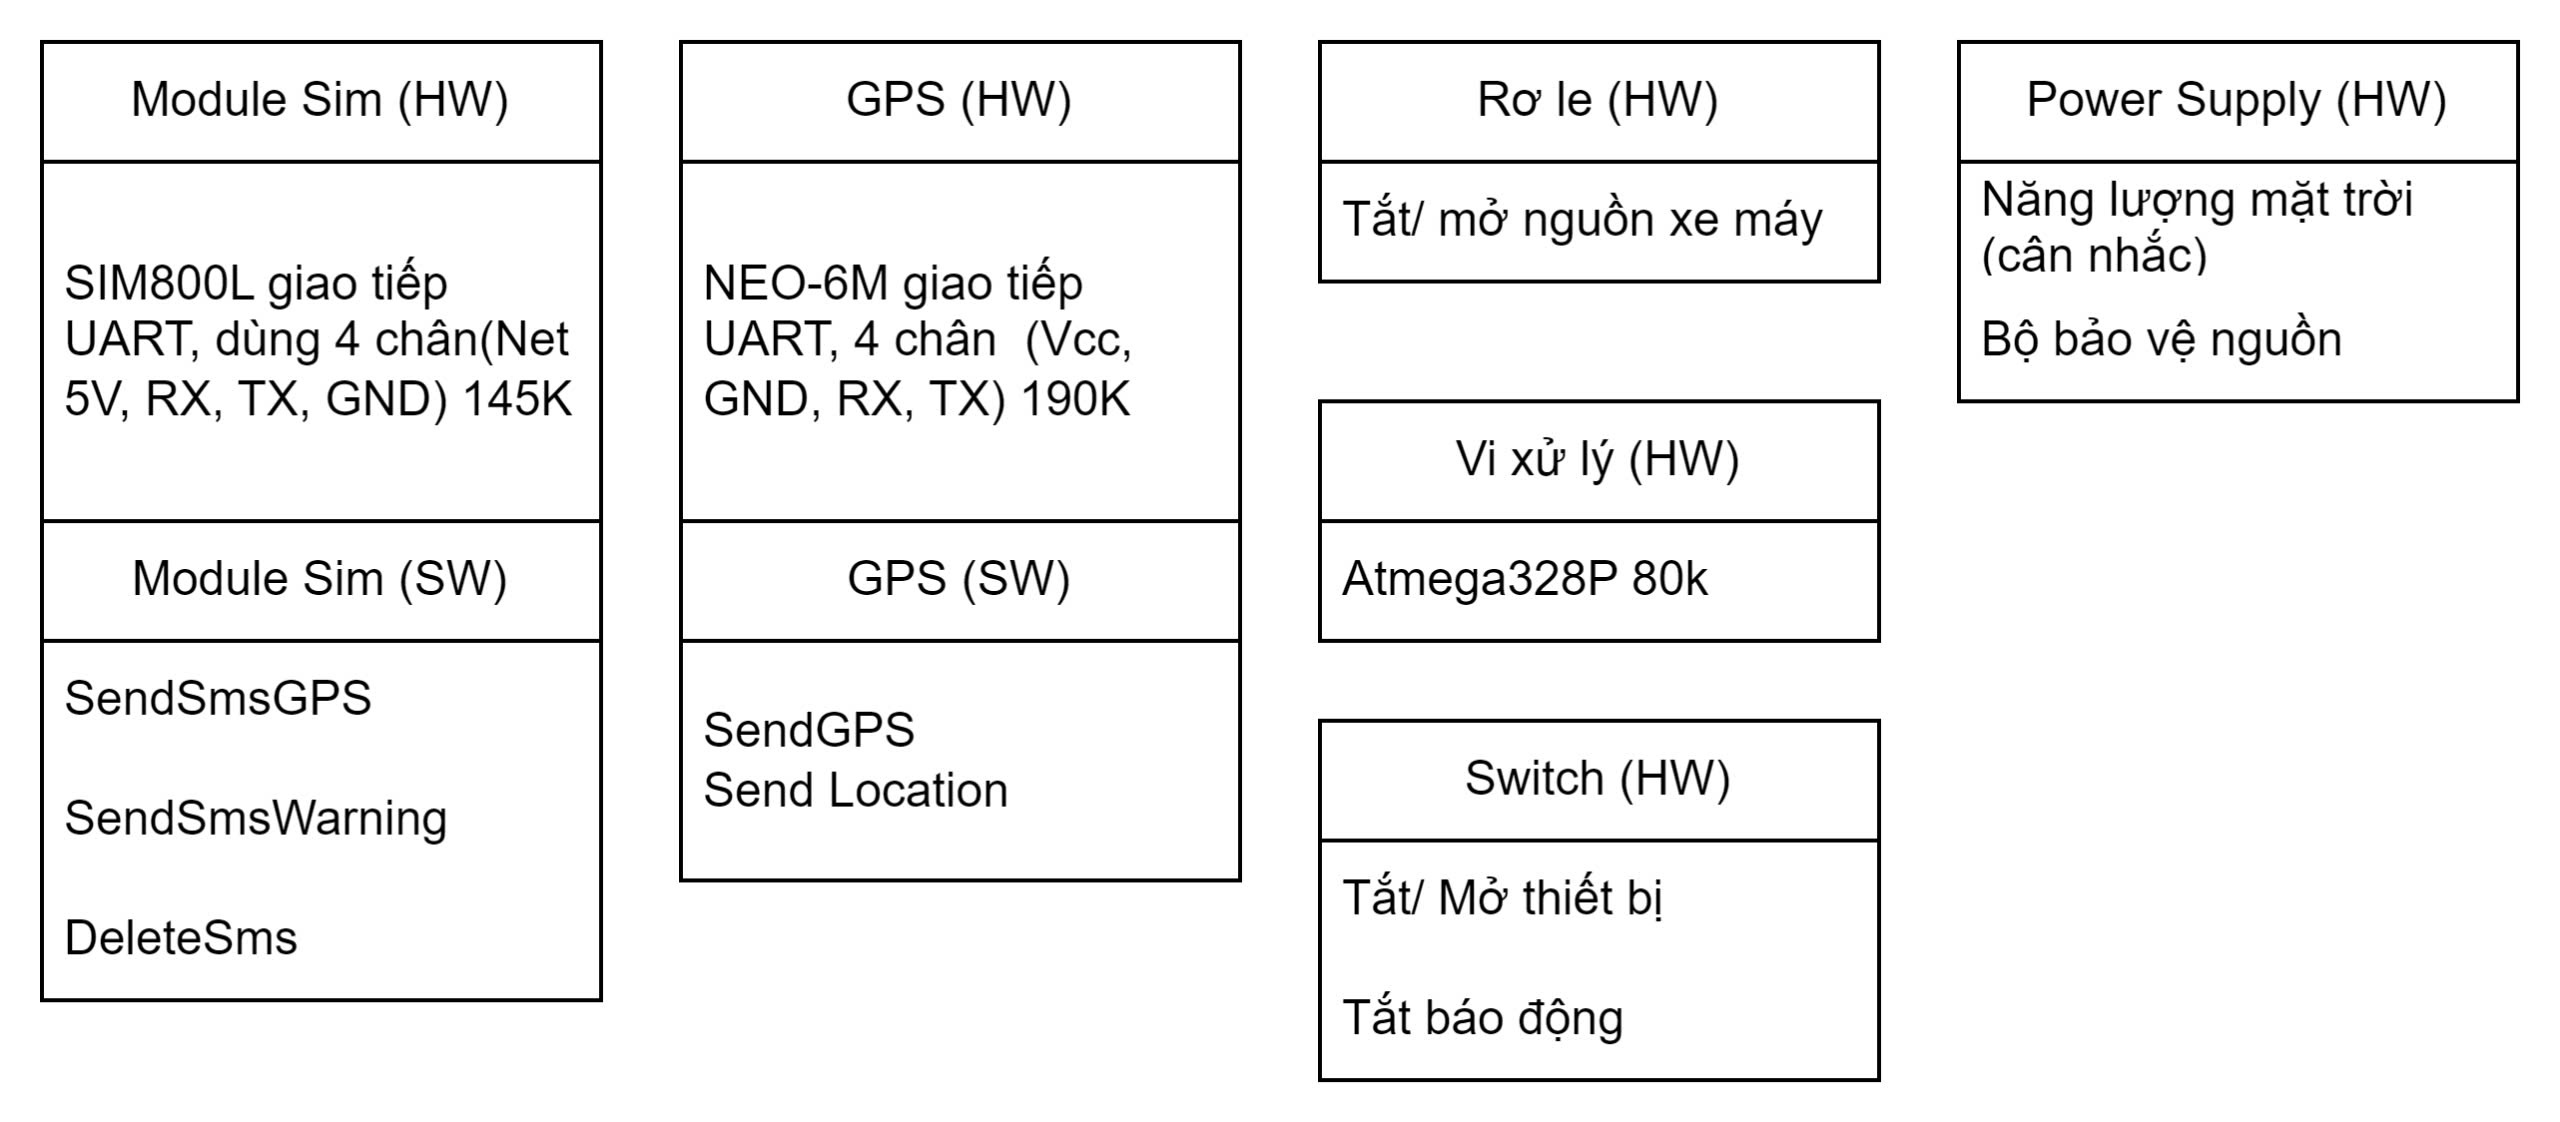 Module Sim (HW)
SIM800L giao tiếp
UART, dùng 4 chân(Net
5V, RX, TX, GND) 145K
Module Sim (SW)
SendSmsGPS
SendSmsWarning
DeleteSms
GPS (HW)
NEO-6M giao tiếp
UART, 4 chân  (Vcc,
GND, RX, TX) 190K
GPS (SW)
SendGPS
Send Location
Rơ le (HW)
Tắt/ mở nguồn xe máy
Vi xử lý (HW)
Atmega328P 80k
Switch (HW)
Tắt/ Mở thiết bị
Tắt báo động
Power Supply (HW)
Năng lượng mặt trời
(cân nhắc)
Bộ bảo vệ nguồn